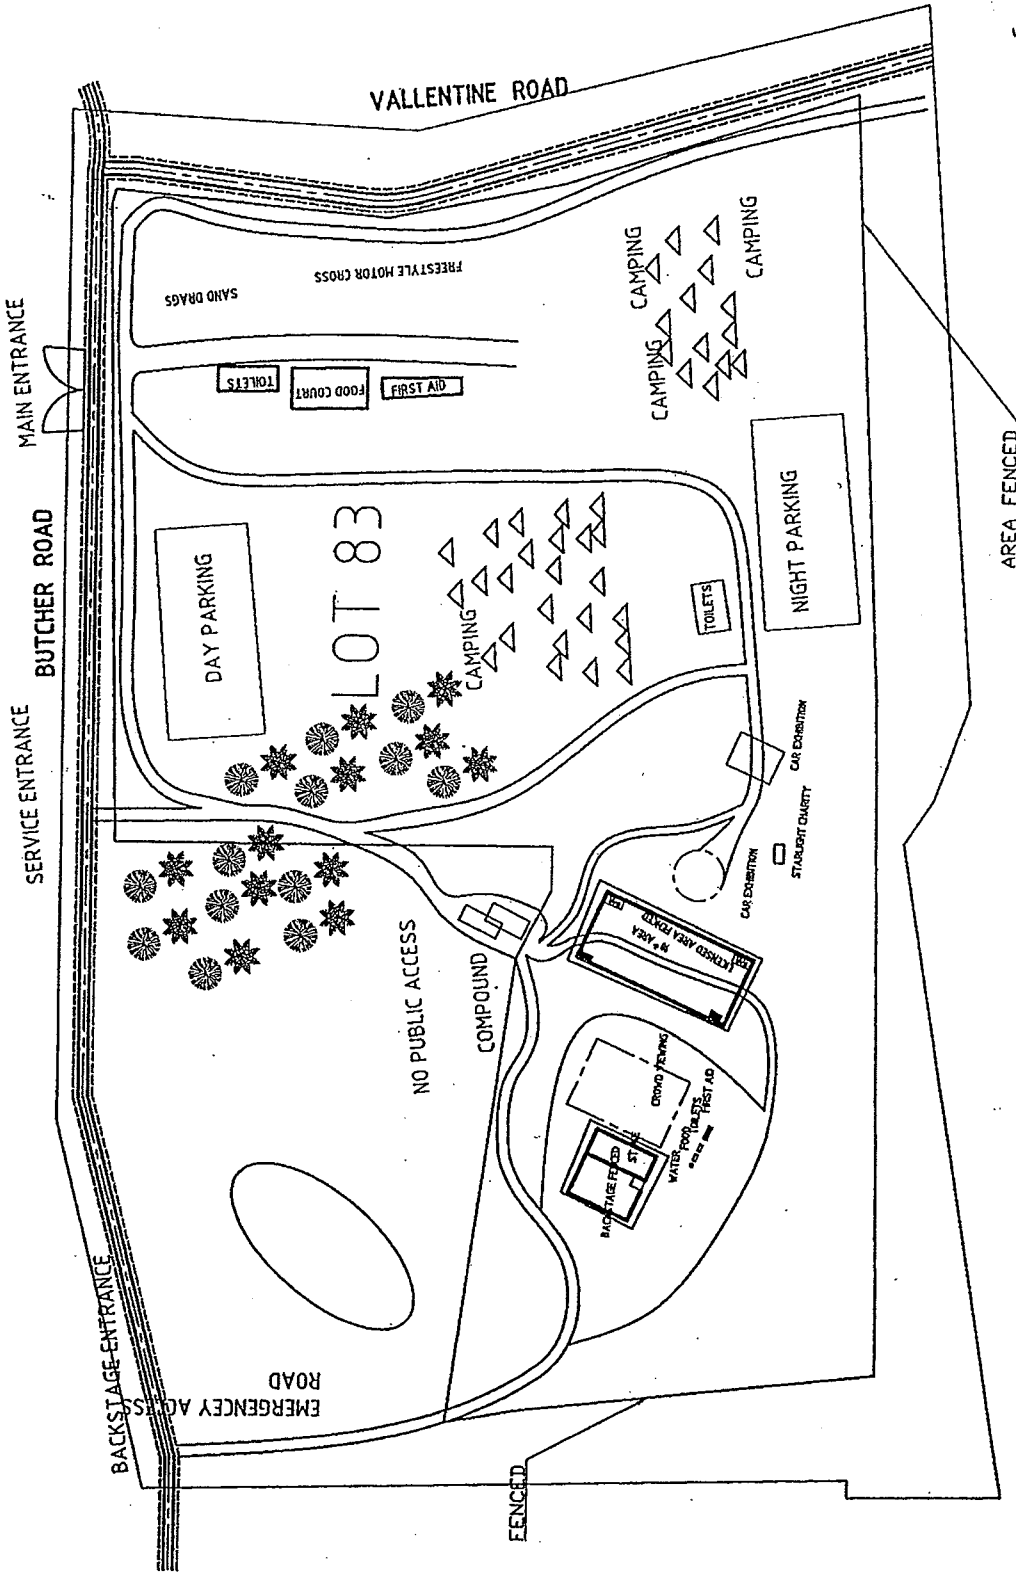 VALLENTINE ROAD
MAIN ENTRANCE
BUTCHER ROAD
SERVICE ENTRANCE
BACKSTAGE ENTRANCE
SAND DRAGS
FREESTYLE MOTOR CROSS
TOILETS
FOOD COURT
FIRST AID
CAMPING
CAMPING
CAMPING
DAY PARKING
LOT 83
CAMPING
TOILETS
NIGHT PARKING
AREA FENCED
CAR EXHIBITION
STARLIGHT CHARITY
CAR EXHIBITION
LICENSED AREA FENCED
18+ AREA
NO PUBLIC ACCESS
COMPOUND
CROWD VIEWING
STAGE
BACKSTAGE FENCED
WATER
FOOD
TOILETS
FIRST AID
EMERGENCEY ACCESS
ROAD
FENCED